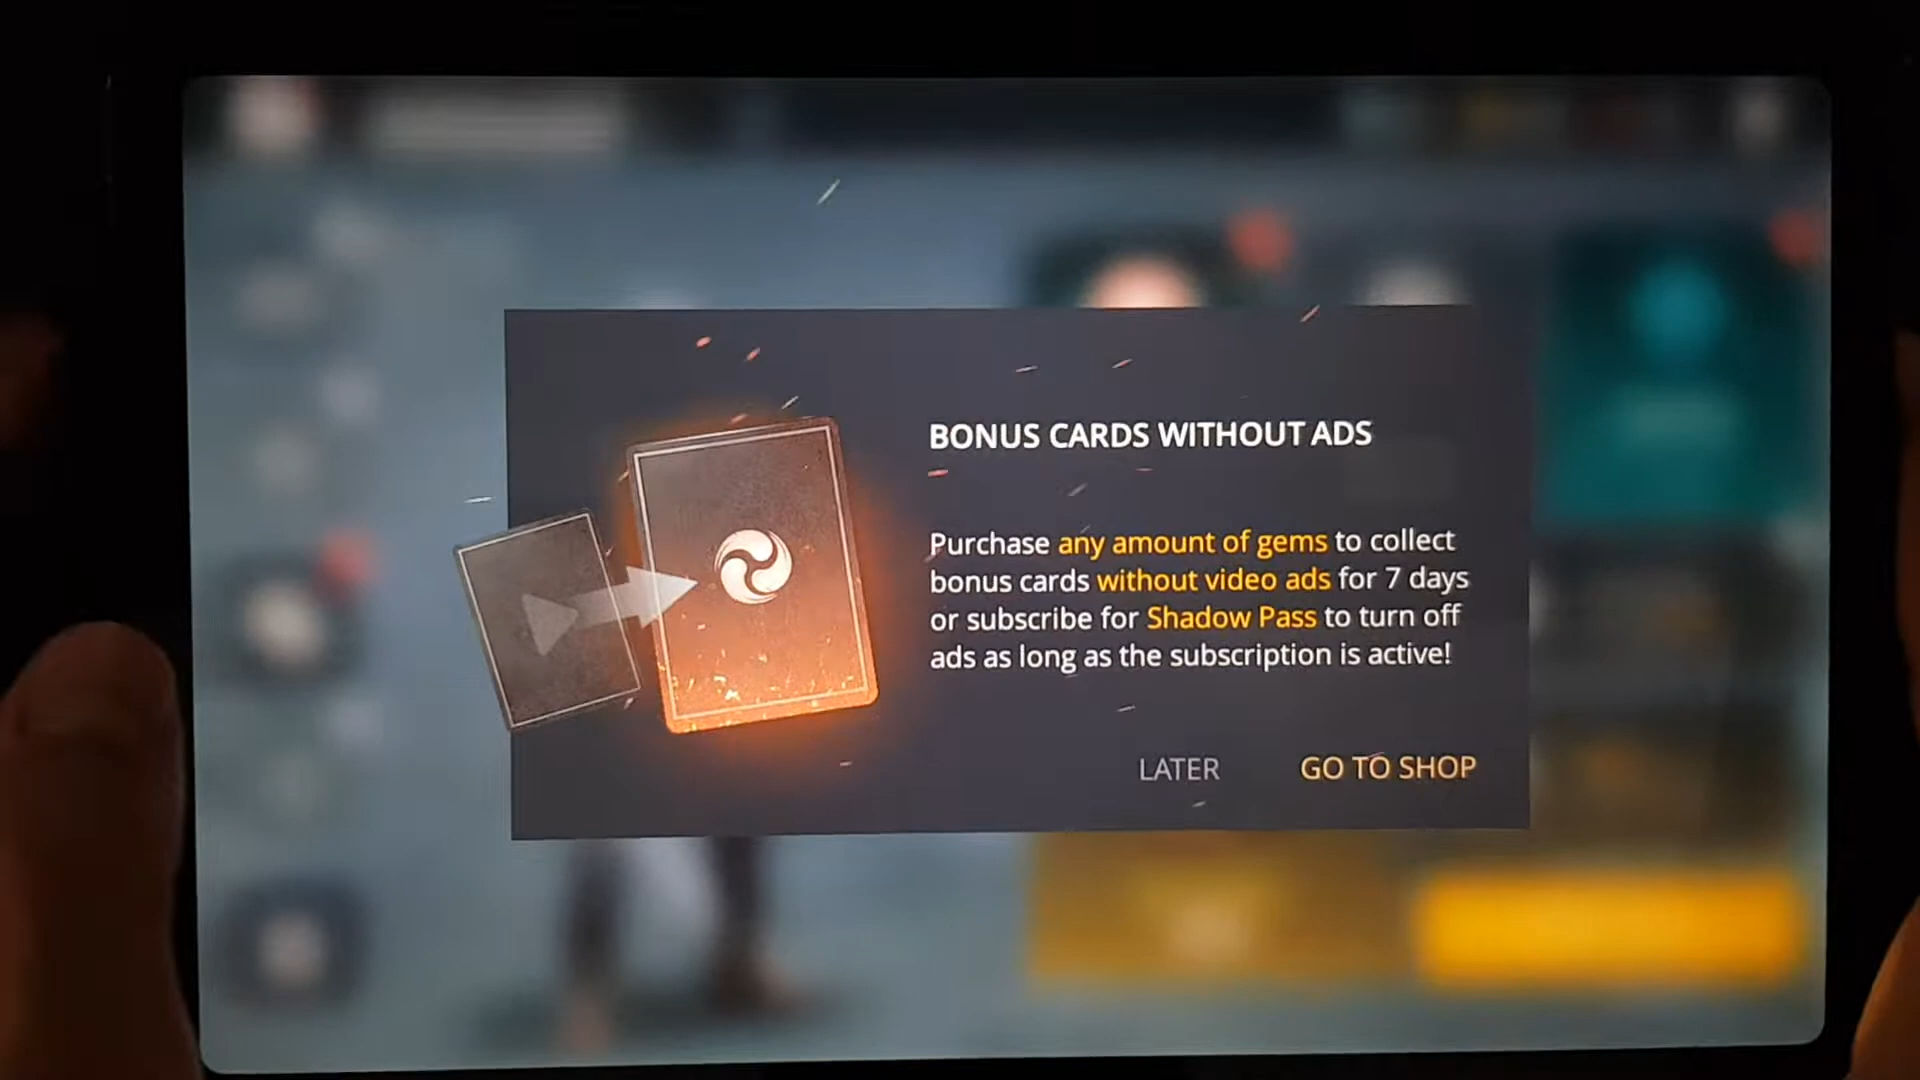 BONUS CARDS WITHOUT ADS
Purchase any amount of gems to collect
bonus cards without video ads for 7 days
or subscribe for Shadow Pass to turn off
ads as long as the subscription is active!
LATER
GO TO SHOP